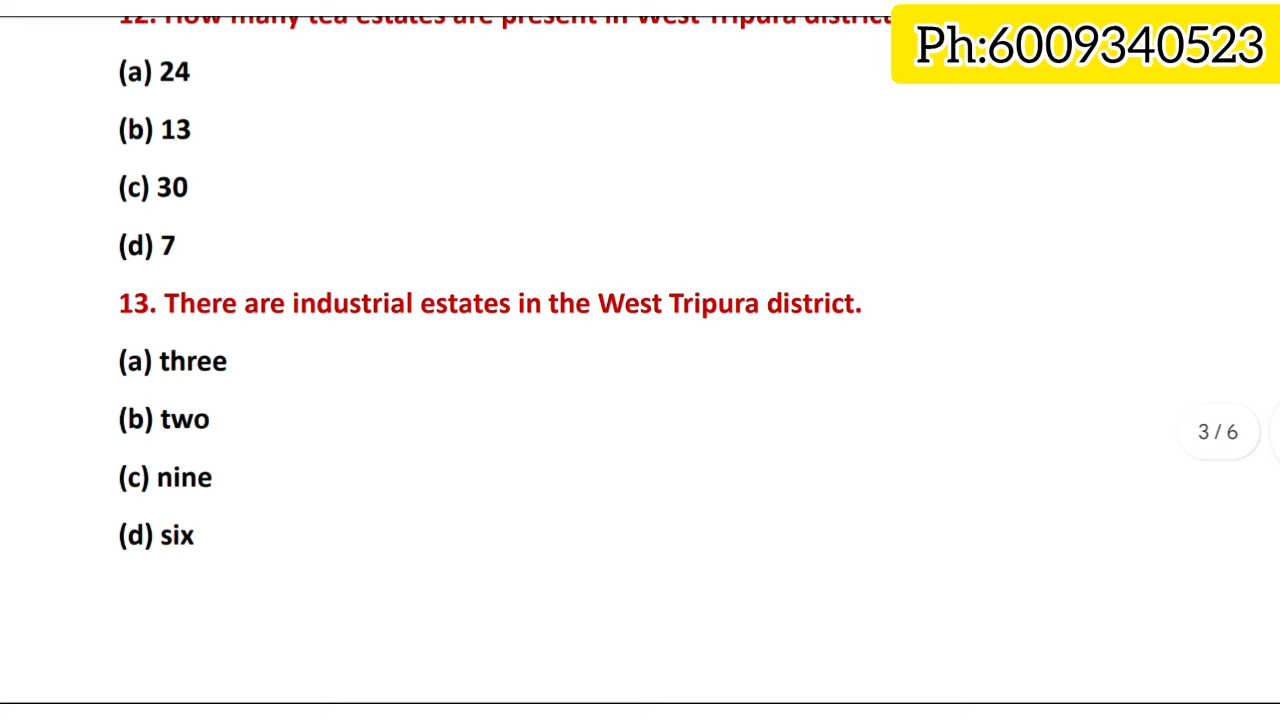 12. How many tea estates are present in West Tripura district
Ph:6009340523
(a) 24
(b) 13
(c) 30
(d) 7
13. There are industrial estates in the West Tripura district.
(a) three
(b) two
(c) nine
3 / 6
(d) six